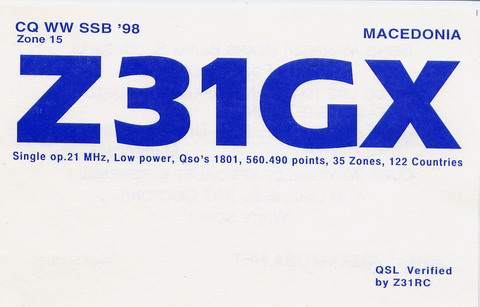 CQ WW SSB '98
Zone 15
MACEDONIA
Z31GX
Single op.21 MHz, Low power, Qso's 1801, 560.490 points, 35 Zones, 122 Countries
QSL Verified
by Z31RC